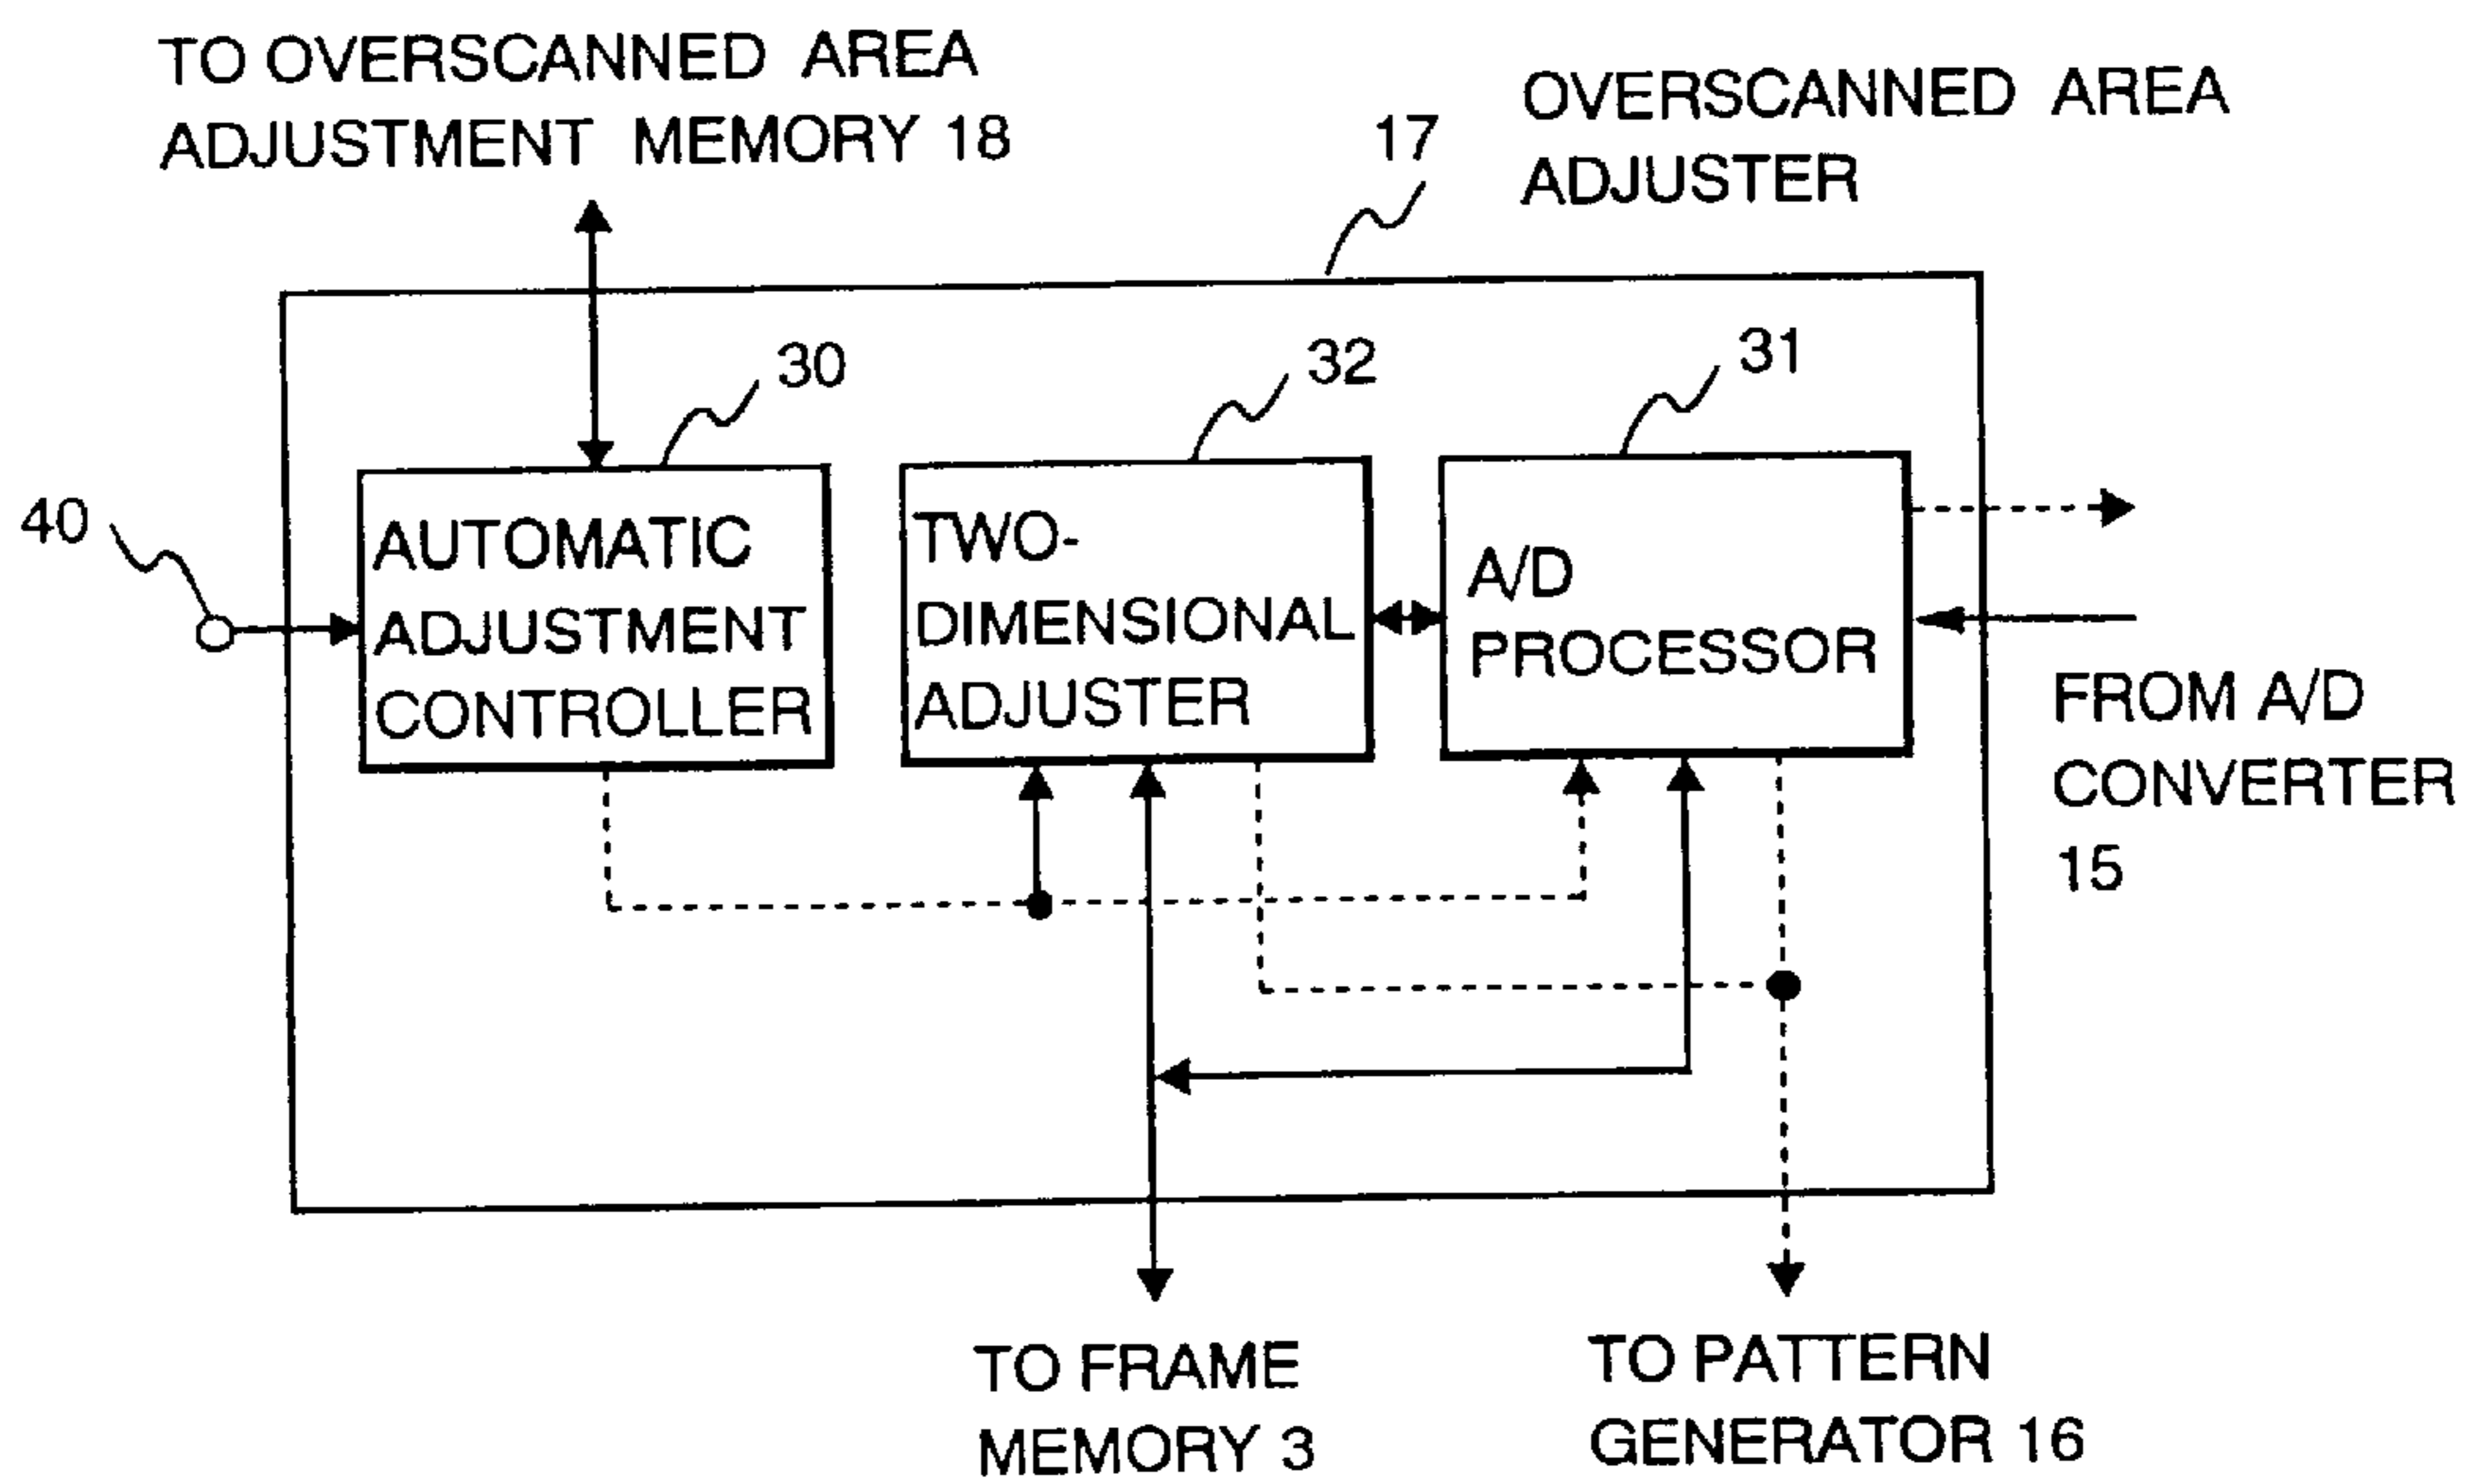 TO OVERSCANNED AREA
ADJUSTMENT MEMORY 18
17
OVERSCANNED AREA
ADJUSTER
30
32
31
40
AUTOMATIC
ADJUSTMENT
CONTROLLER
TWO-
DIMENSIONAL
ADJUSTER
A/D
PROCESSOR
FROM A/D
CONVERTER
15
TO FRAME
MEMORY 3
TO PATTERN
GENERATOR 16